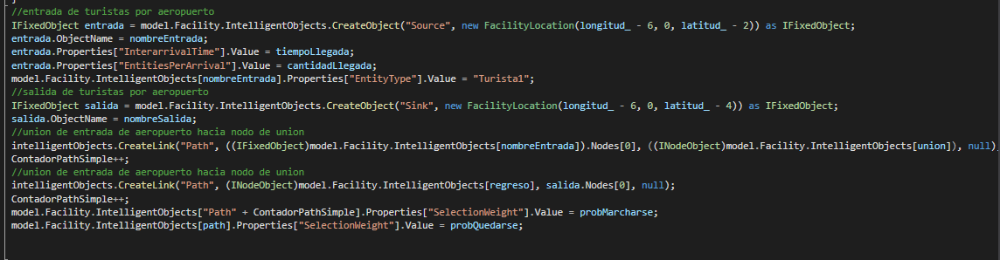 }
//entrada de turistas por aeropuerto
IFixedObject entrada = model.Facility.IntelligentObjects.CreateObject("Source", new FacilityLocation(longitud_ - 6, 0, latitud_ - 2)) as IFixedObject;
entrada.ObjectName = nombreEntrada;
entrada.Properties["InterarrivalTime"].Value = tiempoLlegada;
entrada.Properties["EntitiesPerArrival"].Value = cantidadLlegada;
model.Facility.IntelligentObjects[nombreEntrada].Properties["EntityType"].Value = "Turista1";
//salida de turistas por aeropuerto
IFixedObject salida = model.Facility.IntelligentObjects.CreateObject("Sink", new FacilityLocation(longitud_ - 6, 0, latitud_ - 4)) as IFixedObject;
salida.ObjectName = nombreSalida;
//union de entrada de aeropuerto hacia nodo de union
intelligentObjects.CreateLink("Path", ((IFixedObject)model.Facility.IntelligentObjects[nombreEntrada]).Nodes[0], ((INodeObject)model.Facility.IntelligentObjects[union]), null)
ContadorPathSimple++;
//union de entrada de aeropuerto hacia nodo de union
intelligentObjects.CreateLink("Path", (INodeObject)model.Facility.IntelligentObjects[regreso], salida.Nodes[0], null);
ContadorPathSimple++;
model.Facility.IntelligentObjects["Path" + ContadorPathSimple].Properties["SelectionWeight"].Value = probMarcharse;
model.Facility.IntelligentObjects[path].Properties["SelectionWeight"].Value = probQuedarse;